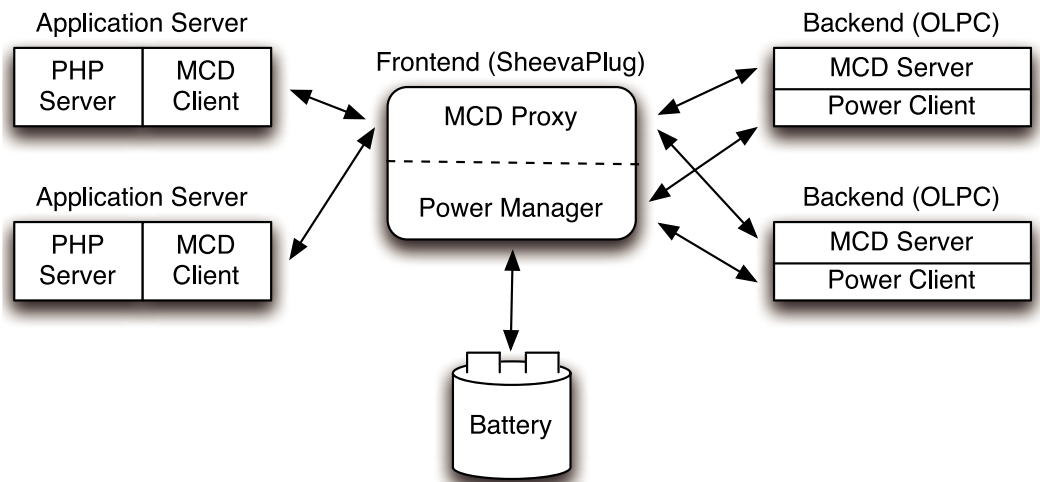 Application Server
PHP Server
MCD Client
Application Server
PHP Server
MCD Client
Frontend (SheevaPlug)
MCD Proxy
Power Manager
Battery
Backend (OLPC)
MCD Server
Power Client
Backend (OLPC)
MCD Server
Power Client